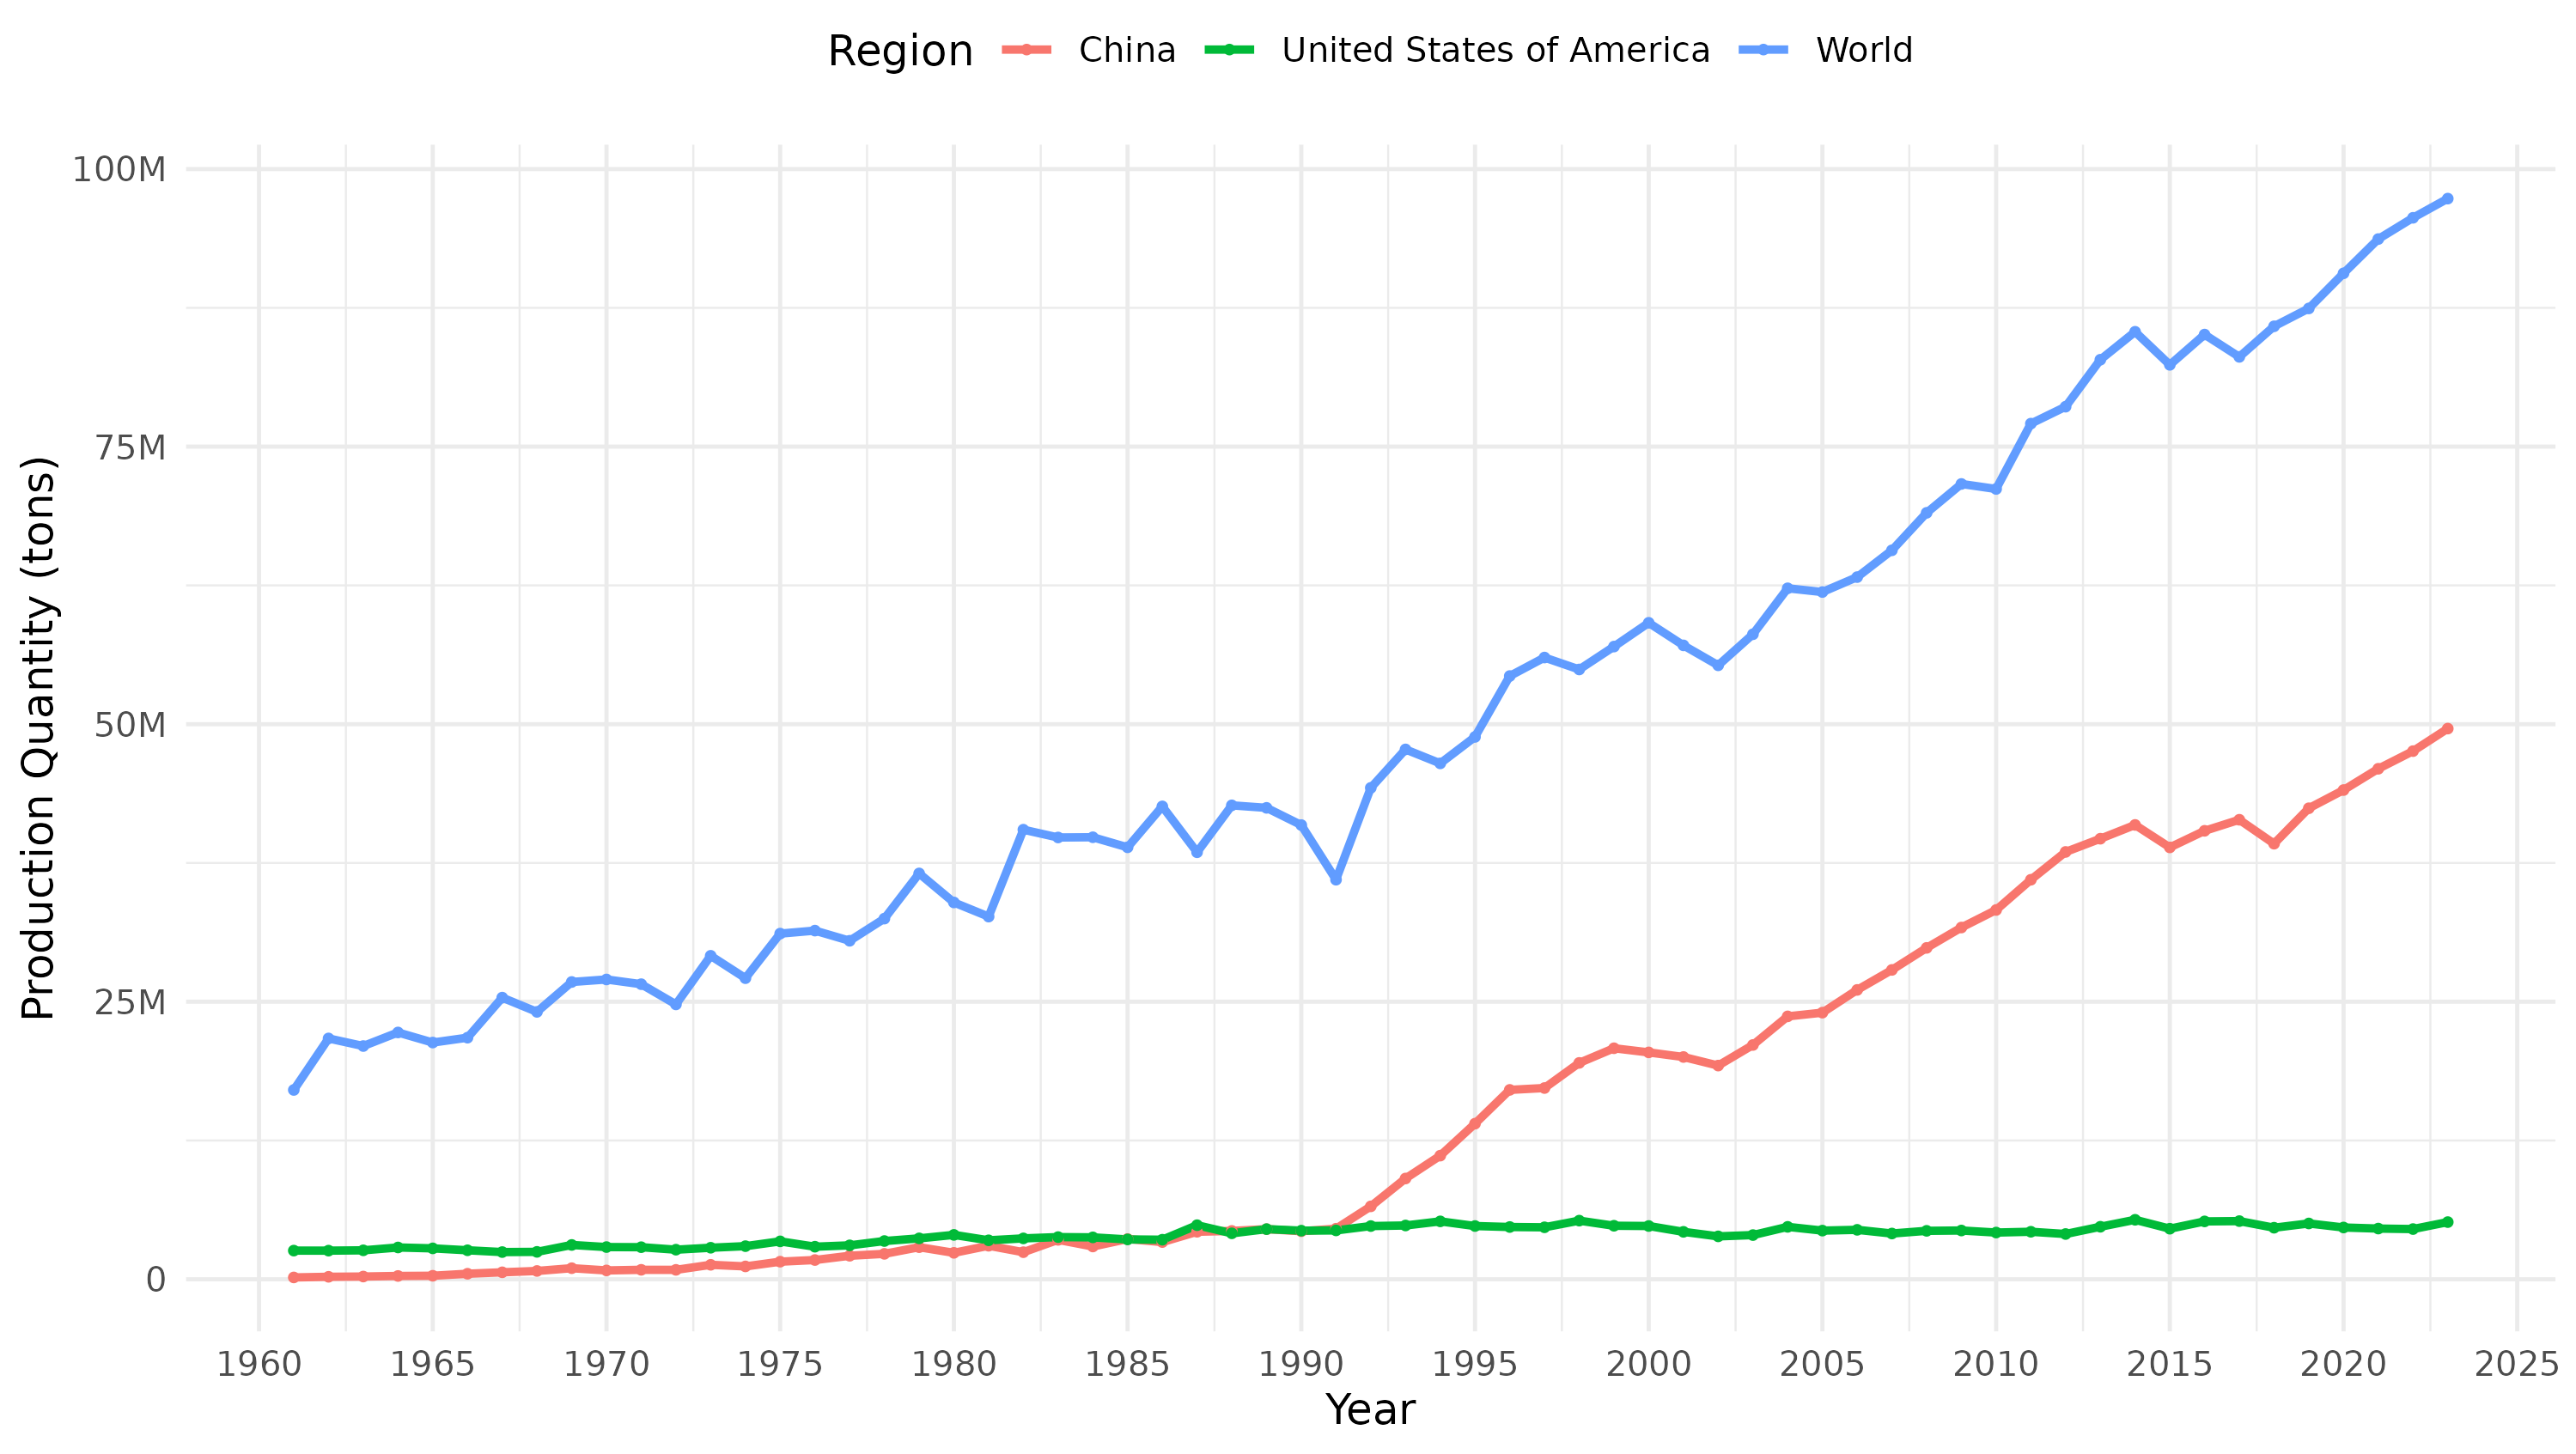 Region China United States of America World
100M
75M
50M
25M
0
Production Quantity (tons)
1960 1965 1970 1975 1980 1985 1990 1995 2000 2005 2010 2015 2020 2025
Year